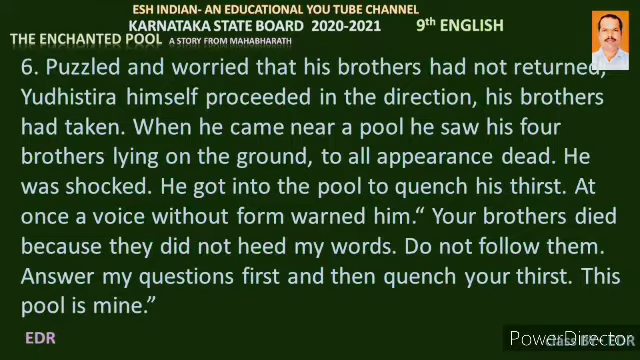 ESH INDIAN- AN EDUCATIONAL YOU TUBE CHANNEL
KARNATAKA STATE BOARD 2020-2021 9th ENGLISH
THE ENCHANTED POOL A STORY FROM MAHABHARATH
6. Puzzled and worried that his brothers had not returned,
Yudhistira himself proceeded in the direction, his brothers
had taken. When he came near a pool he saw his four
brothers lying on the ground, to all appearance dead. He
was shocked. He got into the pool to quench his thirst. At
once a voice without form warned him.“ Your brothers died
because they did not heed my words. Do not follow them.
Answer my questions first and then quench your thirst. This
pool is mine.”
EDR
PowerDirector